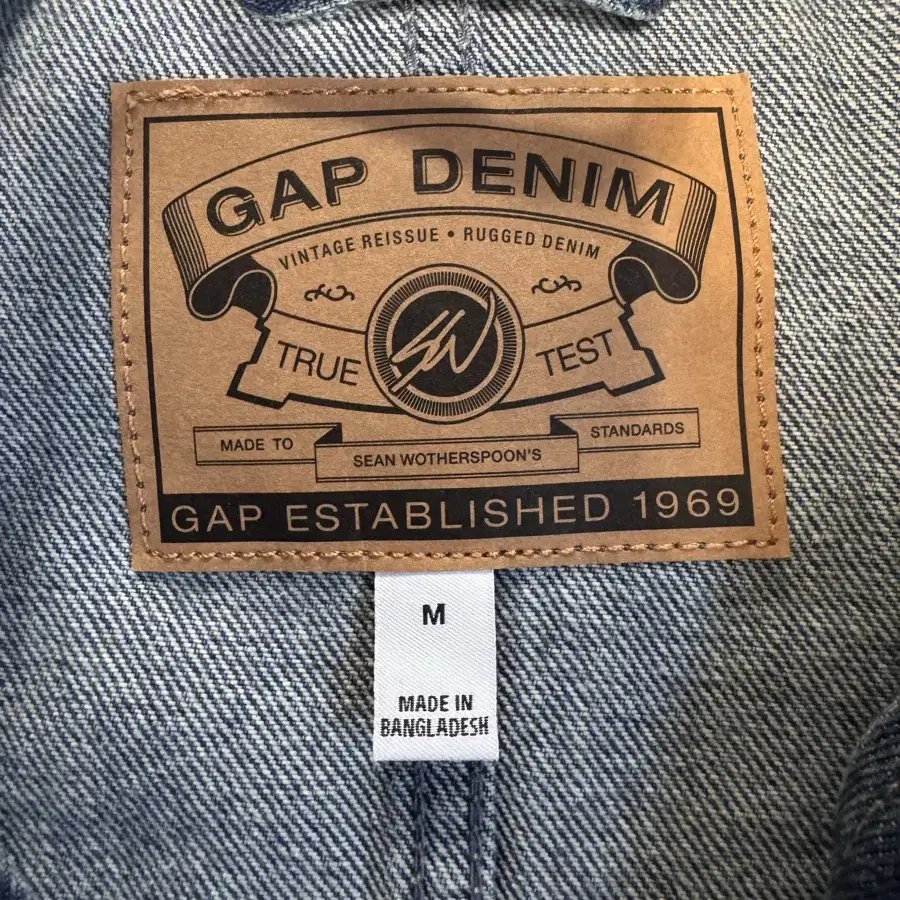 GAP DENIM
VINTAGE REISSUE • RUGGED DENIM
TRUE SW TEST
MADE TO SEAN WOTHERSPOON'S STANDARDS
GAP ESTABLISHED 1969
M
MADE IN
BANGLADESH